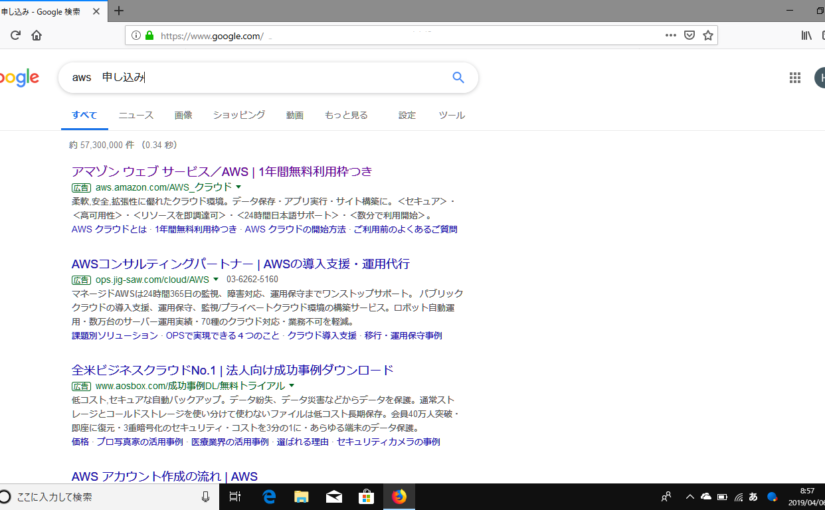 申し込み - Google 検索
https://www.google.com/
oogle
aws　申し込み
すべて ニュース 画像 ショッピング 動画 もっと見る 設定 ツール
約 57,300,000 件 （0.34 秒）
アマゾン ウェブ サービス／AWS | 1年間無料利用枠つき
広告 aws.amazon.com/AWS_クラウド
柔軟,安全,拡張性に優れたクラウド環境。データ保存・アプリ実行・サイト構築に。＜セキュア＞・
＜高可用性＞・＜リソースを即調達可＞・＜24時間日本語サポート＞・＜数分で利用開始＞。
AWS クラウドとは · 1年間無料利用枠つき · AWS クラウドの開始方法 · ご利用前のよくあるご質問
AWSコンサルティングパートナー | AWSの導入支援・運用代行
広告 ops.jig-saw.com/cloud/AWS 03-6262-5160
マネージドAWSは24時間365日の監視、障害対応、運用保守までワンストップサポート。 パブリック
クラウドの導入支援、運用保守、監視/プライベートクラウド環境の構築サービス。ロボット自動運
用・数万台のサーバー運用実績・70種のクラウド対応・業務不可を軽減。
課題別ソリューション · OPSで実現できる４つのこと · クラウド導入支援 · 移行・運用保守事例
全米ビジネスクラウドNo.1 | 法人向け成功事例ダウンロード
広告 www.aosbox.com/成功事例DL/無料トライアル
低コスト,セキュアな自動バックアップ。データ紛失、データ災害などからデータを保護。通常スト
レージとコールドストレージを使い分けて使わないファイルは低コスト長期保存。会員40万人突破・
即座に復元・3重暗号化のセキュリティ・コストを3分の1に・あらゆる端末のデータ保護。
価格 · プロ写真家の活用事例 · 医療業界の活用事例 · 選ばれる理由 · セキュリティカメラの事例
AWS アカウント作成の流れ | AWS
ここに入力して検索
あ
8:57
2019/04/06